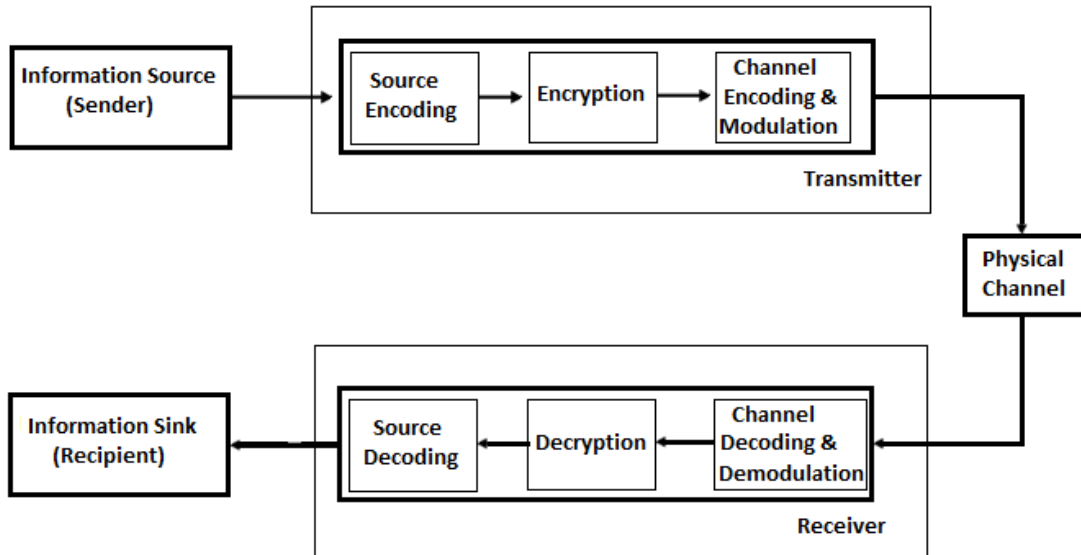 Information Source
(Sender)
Source
Encoding
Encryption
Channel
Encoding &
Modulation
Transmitter
Physical
Channel
Information Sink
(Recipient)
Source
Decoding
Decryption
Channel
Decoding &
Demodulation
Receiver